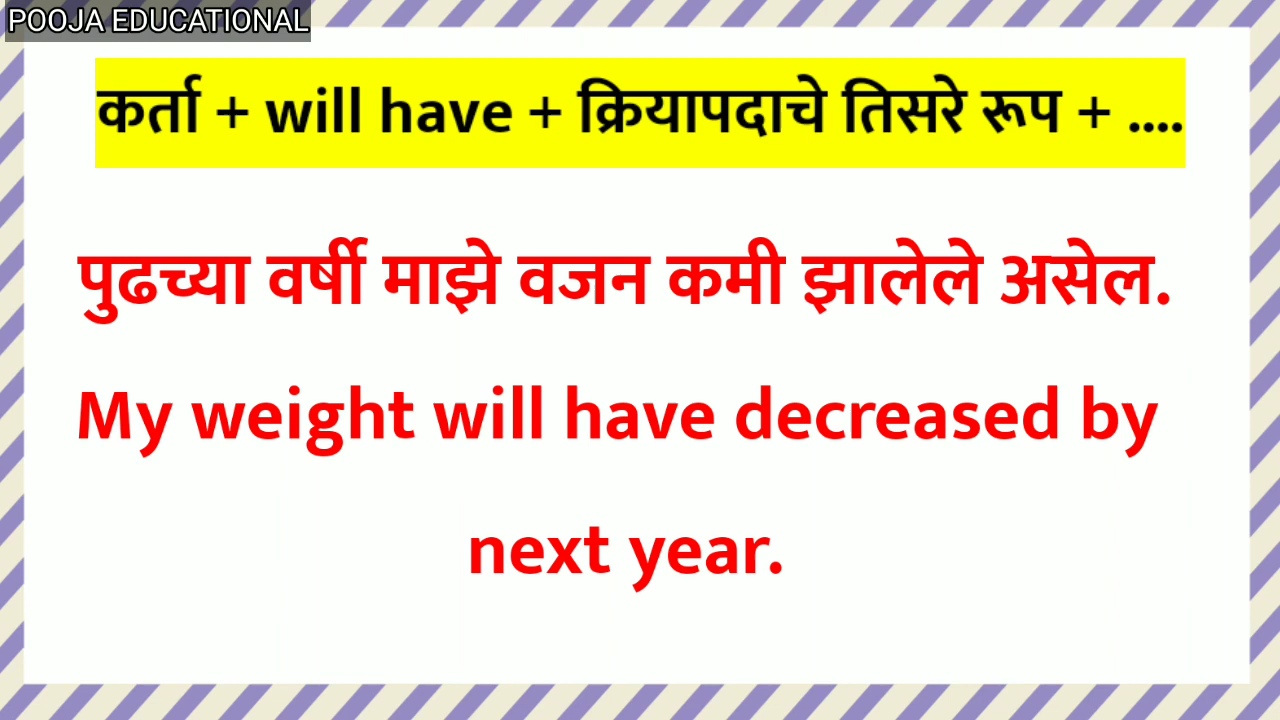 POOJA EDUCATIONAL
कर्ता + will have + क्रियापदाचे तिसरे रूप + ....
पुढच्या वर्षी माझे वजन कमी झालेले असेल.
My weight will have decreased by
next year.